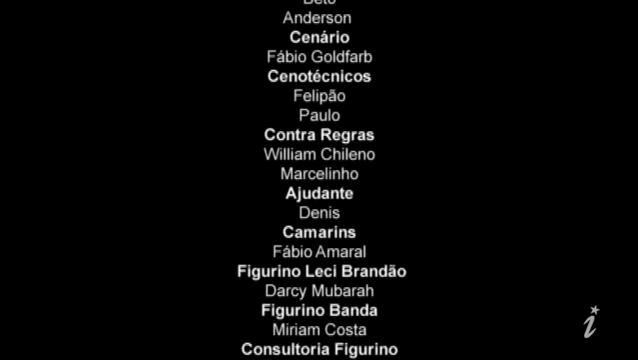 Beto
Anderson
Cenário
Fábio Goldfarb
Cenotécnicos
Felipão
Paulo
Contra Regras
William Chileno
Marcelinho
Ajudante
Denis
Camarins
Fábio Amaral
Figurino Leci Brandão
Darcy Mubarah
Figurino Banda
Miriam Costa
Consultoria Figurino
i